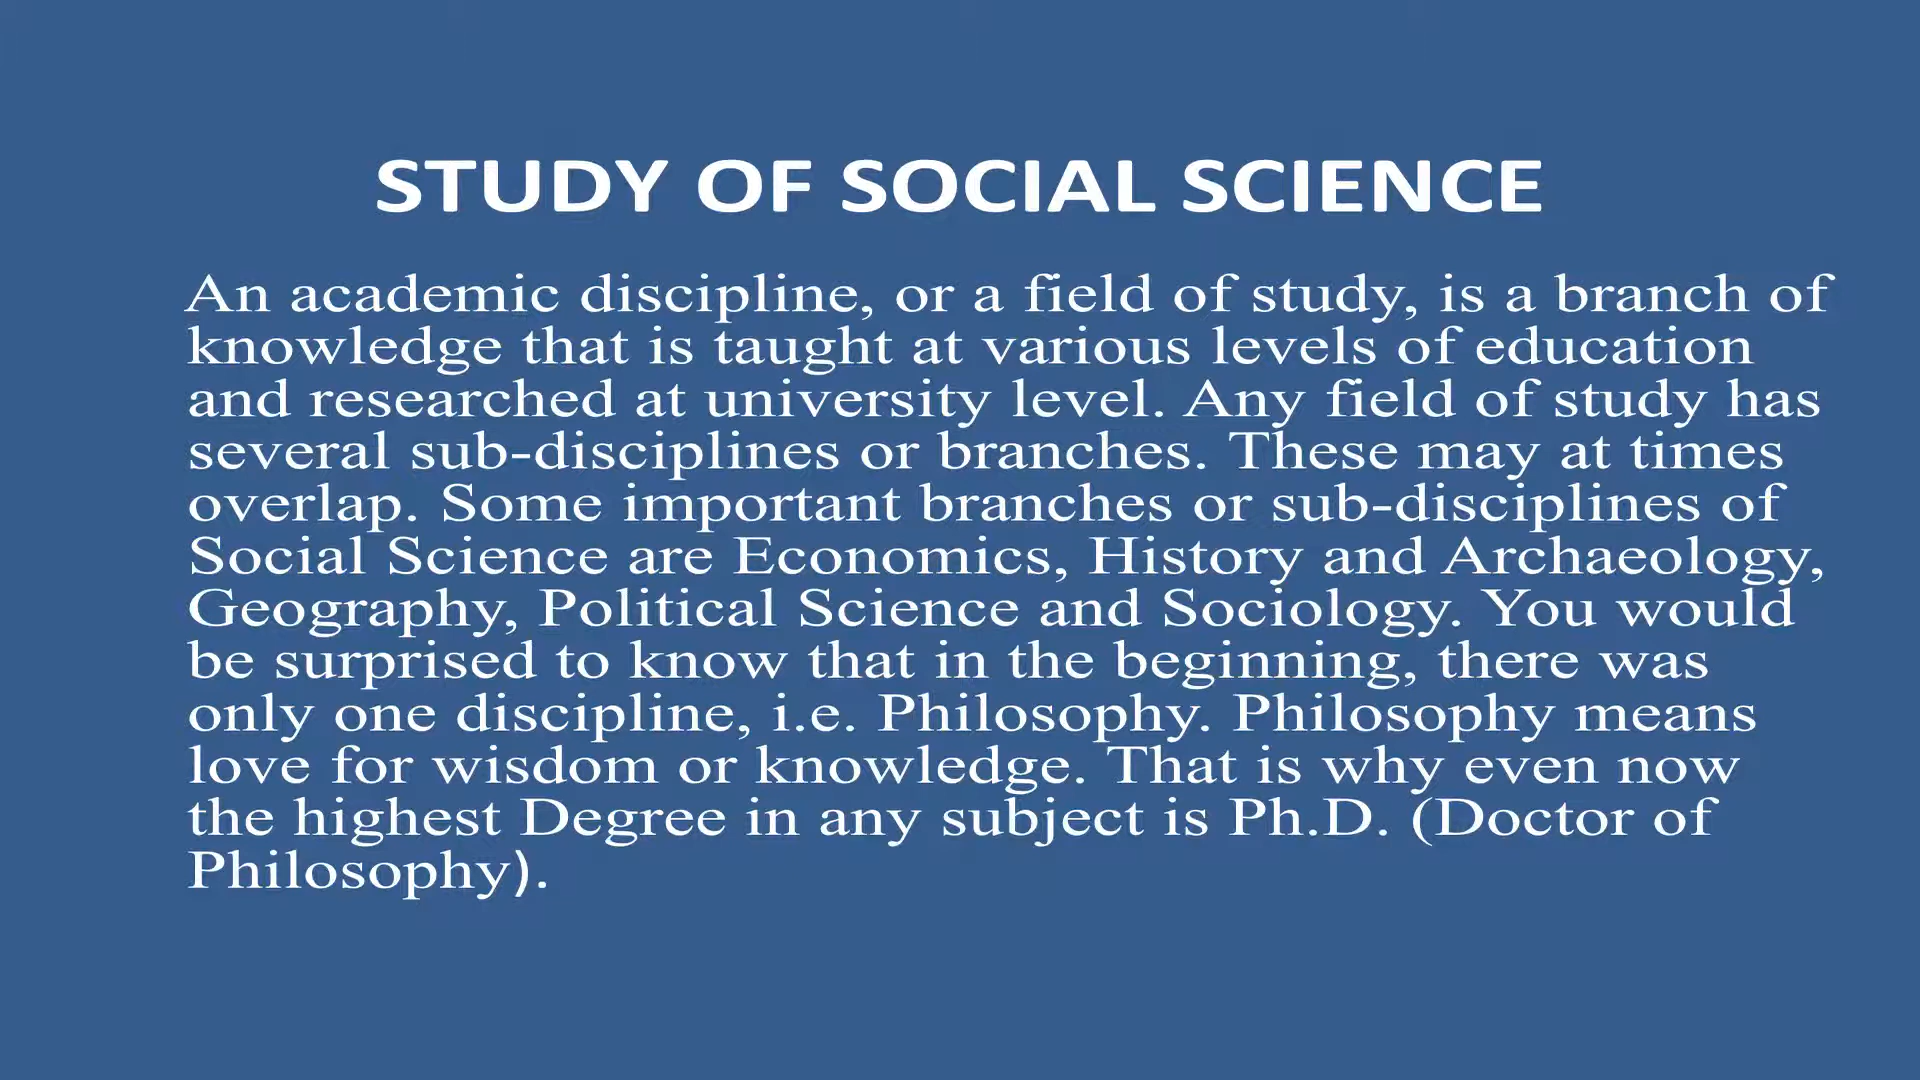 STUDY OF SOCIAL SCIENCE
An academic discipline, or a field of study, is a branch of
knowledge that is taught at various levels of education
and researched at university level. Any field of study has
several sub-disciplines or branches. These may at times
overlap. Some important branches or sub-disciplines of
Social Science are Economics, History and Archaeology,
Geography, Political Science and Sociology. You would
be surprised to know that in the beginning, there was
only one discipline, i.e. Philosophy. Philosophy means
love for wisdom or knowledge. That is why even now
the highest Degree in any subject is Ph.D. (Doctor of
Philosophy).